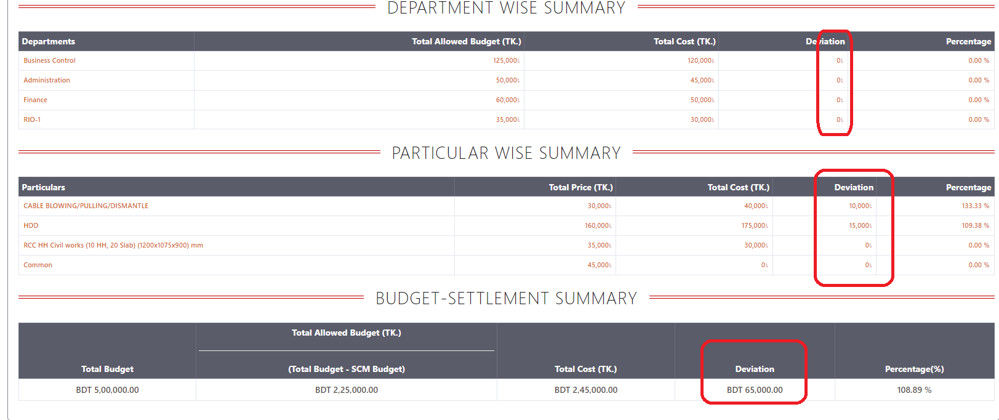 DEPARTMENT WISE SUMMARY
Departments Total Allowed Budget (TK.) Total Cost (TK.) Deviation Percentage
Business Control 125,000৳ 120,000৳ 0৳ 0.00 %
Administration 50,000৳ 45,000৳ 0৳ 0.00 %
Finance 60,000৳ 50,000৳ 0৳ 0.00 %
RIO-1 35,000৳ 30,000৳ 0৳ 0.00 %
PARTICULAR WISE SUMMARY
Particulars Total Price (TK.) Total Cost (TK.) Deviation Percentage
CABLE BLOWING/PULLING/DISMANTLE 30,000৳ 40,000৳ 10,000৳ 133.33 %
HDD 160,000৳ 175,000৳ 15,000৳ 109.38 %
RCC HH Civil works (10 HH, 20 Slab) (1200x1075x900) mm 35,000৳ 30,000৳ 0৳ 0.00 %
Common 45,000৳ 0৳ 0৳ 0.00 %
BUDGET-SETTLEMENT SUMMARY
Total Allowed Budget (TK.)
Total Budget (Total Budget - SCM Budget) Total Cost (TK.) Deviation Percentage(%)
BDT 5,00,000.00 BDT 2,25,000.00 BDT 2,45,000.00 BDT 65,000.00 108.89 %